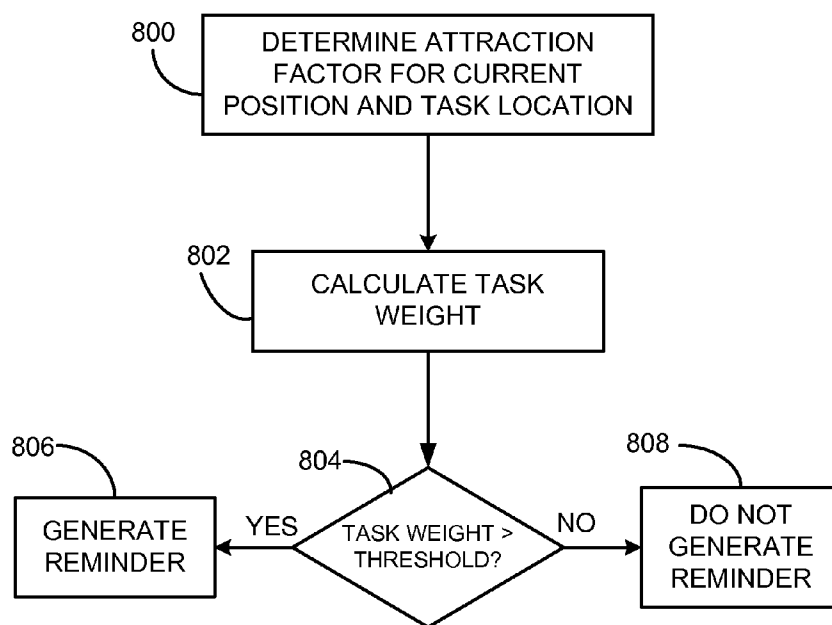 800
DETERMINE ATTRACTION
FACTOR FOR CURRENT
POSITION AND TASK LOCATION
802
CALCULATE TASK
WEIGHT
806
804
808
GENERATE
REMINDER
YES
TASK WEIGHT >
THRESHOLD?
NO
DO NOT
GENERATE
REMINDER